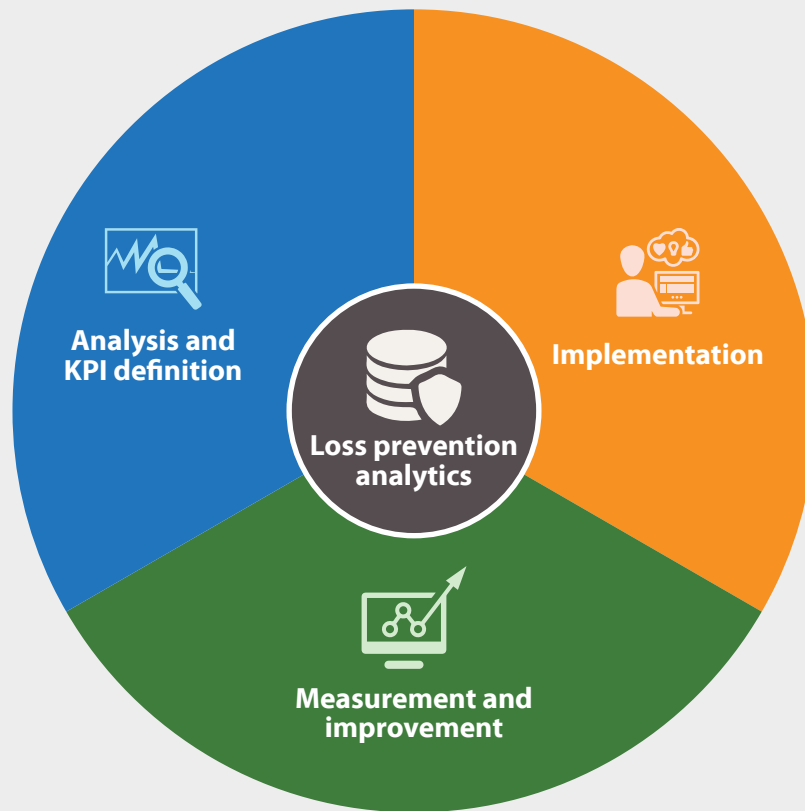 Analysis and
KPI definition
Implementation
Loss prevention
analytics
Measurement and
improvement